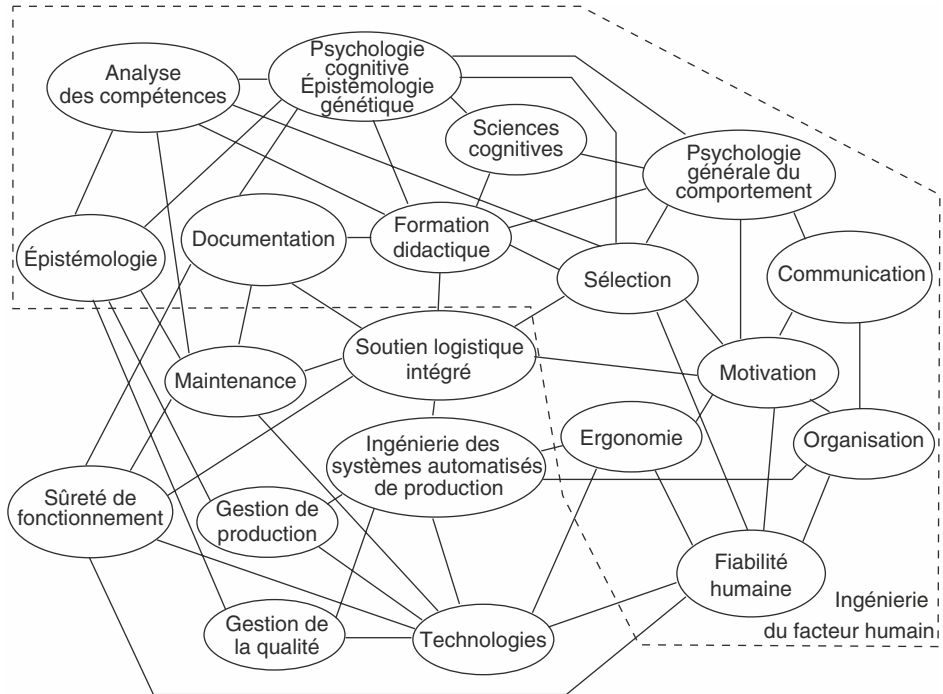 Analyse
des compétences
Psychologie
cognitive
Épistémologie
génétique
Sciences
cognitives
Psychologie
générale du
comportement
Épistémologie
Documentation
Formation
didactique
Sélection
Communication
Maintenance
Soutien logistique
intégré
Motivation
Ergonomie
Organisation
Sûreté de
fonctionnement
Gestion de
production
Ingénierie des
systèmes automatisés
de production
Fiabilité
humaine
Gestion de
la qualité
Technologies
Ingénierie
du facteur humain